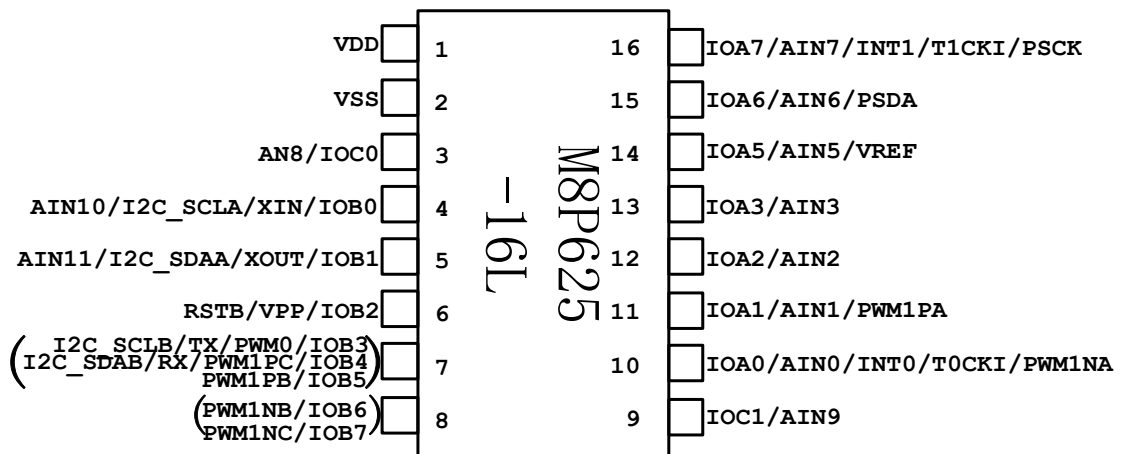 VDD 1 16 IOA7/AIN7/INT1/T1CKI/PSCK
VSS 2 15 IOA6/AIN6/PSDA
AN8/IOC0 3 14 IOA5/AIN5/VREF
AIN10/I2C_SCLA/XIN/IOB0 4 13 IOA3/AIN3
AIN11/I2C_SDAA/XOUT/IOB1 5 12 IOA2/AIN2
RSTB/VPP/IOB2 6 11 IOA1/AIN1/PWM1PA
(I2C_SCLB/TX/PWM0/IOB3
I2C_SDAB/RX/PWM1PC/IOB4 7 10 IOA0/AIN0/INT0/T0CKI/PWM1NA
PWM1PB/IOB5)
(PWM1NB/IOB6
PWM1NC/IOB7) 8 9 IOC1/AIN9
M8P625
-16L